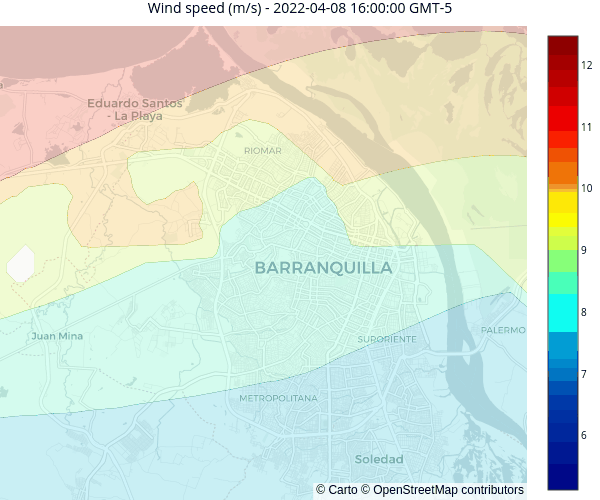 Wind speed (m/s) - 2022-04-08 16:00:00 GMT-5
Eduardo Santos
- La Playa
RIOMAR
BARRANQUILLA
Juan Mina
SURORIENTE
PALERMO
METROPOLITANA
Soledad
© Carto © OpenStreetMap contributors
12
11
10
9
8
7
6